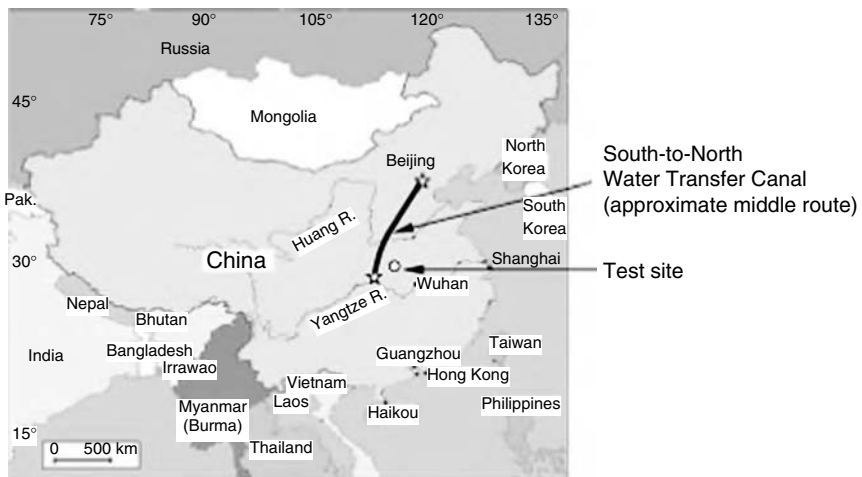 75°
90°
105°
120°
135°
Russia
45°
Mongolia
Beijing
North
Korea
South-to-North
Water Transfer Canal
(approximate middle route)
Pak.
South
Korea
Huang R.
China
30°
Shanghai
Test site
Wuhan
Yangtze R.
Nepal
Bhutan
India
Bangladesh
Irrawao
Taiwan
Guangzhou
Hong Kong
Vietnam
Laos
Haikou
Philippines
Myanmar
(Burma)
15°
Thailand
0 500 km